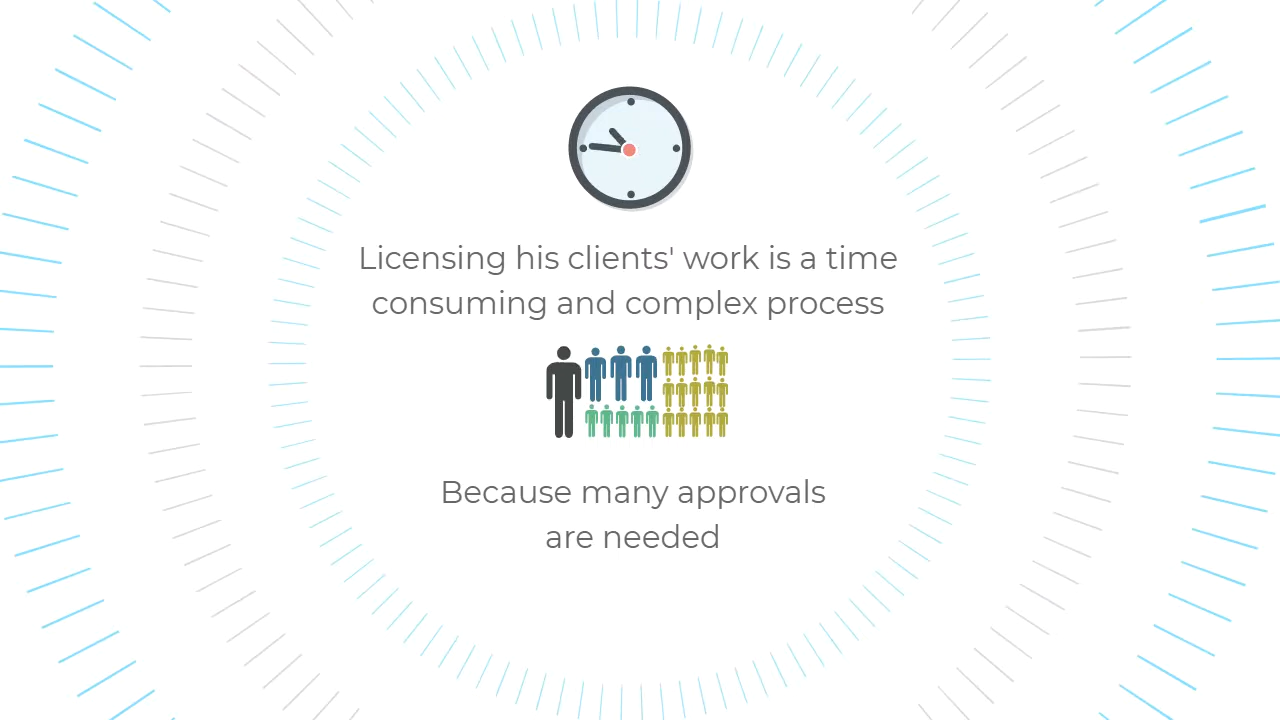 Licensing his clients' work is a time
consuming and complex process
Because many approvals
are needed